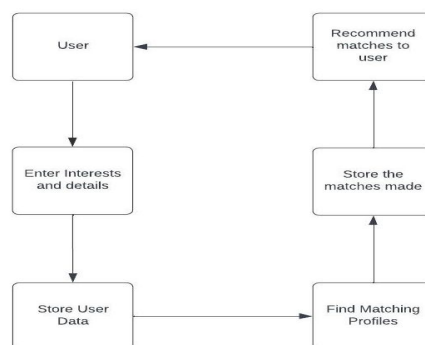 User
Recommend
matches to
user
Enter Interests
and details
Store the
matches made
Store User
Data
Find Matching
Profiles